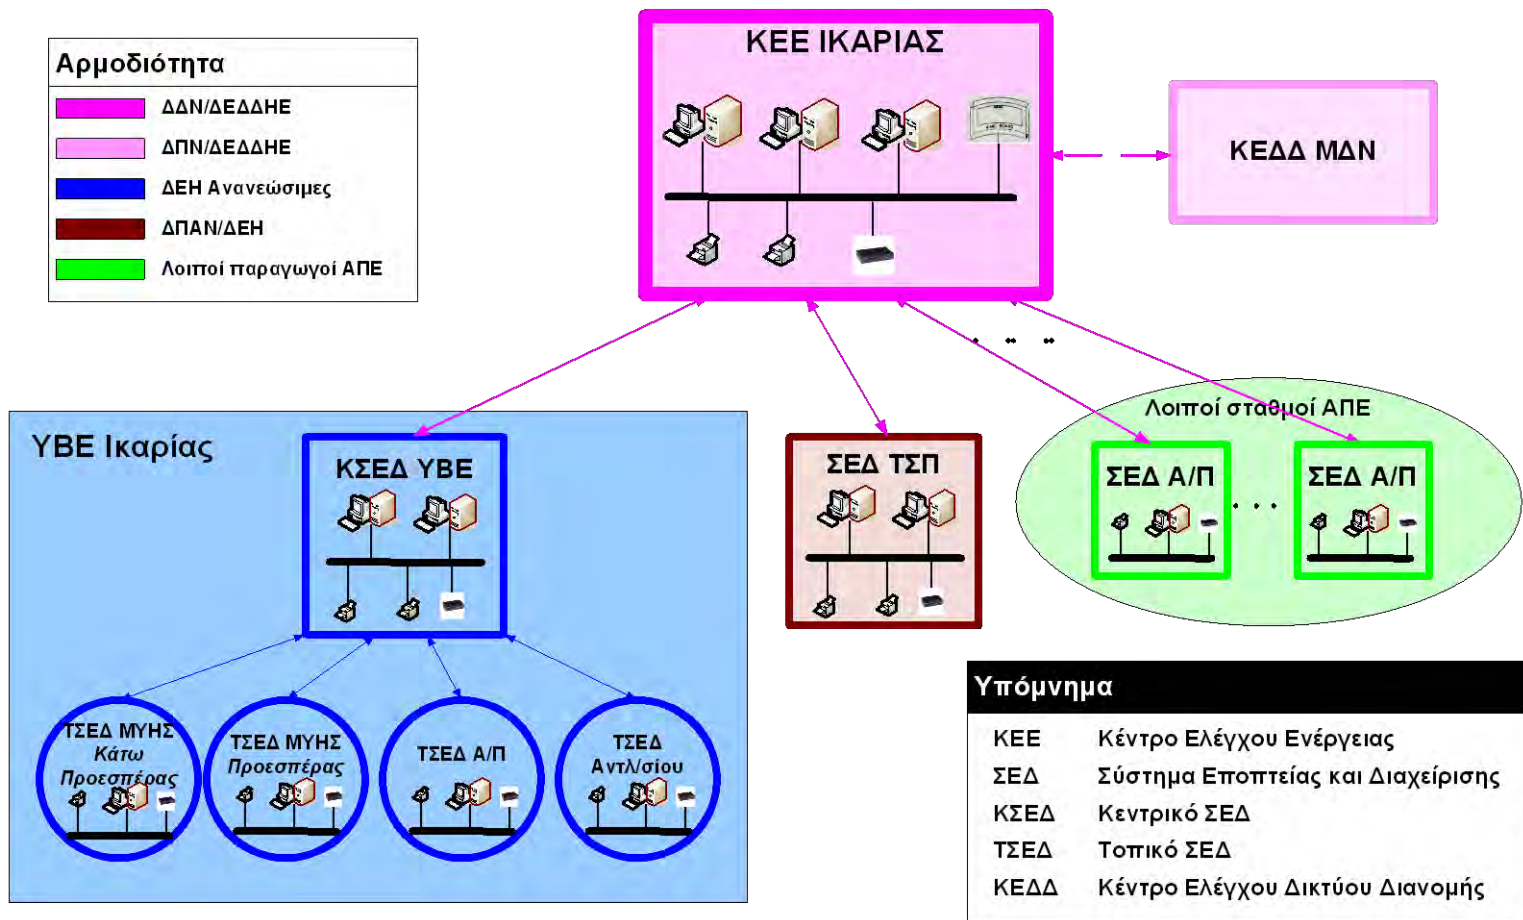 ΚΕΕ ΙΚΑΡΙΑΣ
Αρμοδιότητα
ΔΔΝ/ΔΕΔΔΗΕ
ΔΠΝ/ΔΕΔΔΗΕ
ΔΕΗ Ανανεώσιμες
ΔΠΑΝ/ΔΕΗ
Λοιποί παραγωγοί ΑΠΕ
ΚΕΔΔ ΜΔΝ
ΥΒΕ Ικαρίας
ΚΣΕΔ ΥΒΕ
ΣΕΔ ΤΣΠ
Λοιποί σταθμοί ΑΠΕ
ΣΕΔ Α/Π
ΣΕΔ Α/Π
ΤΣΕΔ ΜΥΗΣ
Κάτω
Προεσπέρας
ΤΣΕΔ ΜΥΗΣ
Προεσπέρας
ΤΣΕΔ Α/Π
ΤΣΕΔ
Αντλ/σίου
Υπόμνημα
ΚΕΕ Κέντρο Ελέγχου Ενέργειας
ΣΕΔ Σύστημα Εποπτείας και Διαχείρισης
ΚΣΕΔ Κεντρικό ΣΕΔ
ΤΣΕΔ Τοπικό ΣΕΔ
ΚΕΔΔ Κέντρο Ελέγχου Δικτύου Διανομής